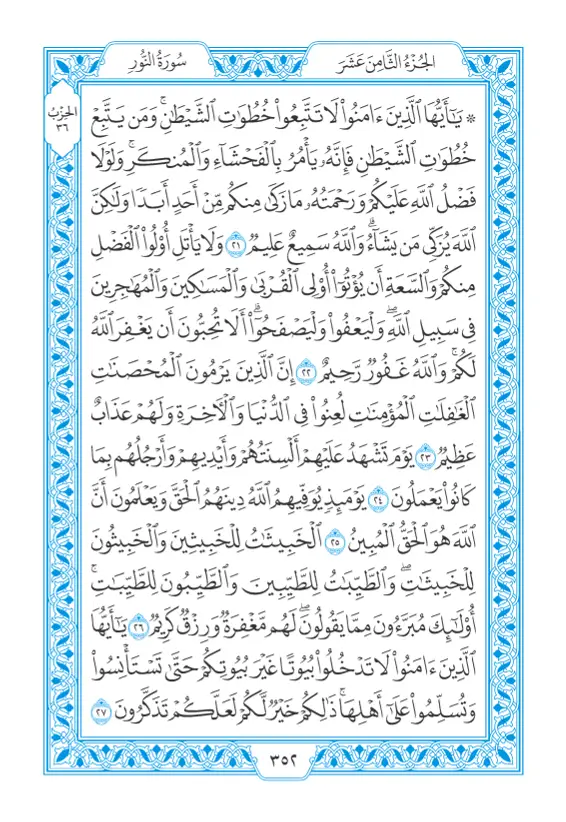 سُورَةُ النُّورِ
الجُزْءُ الثَّامِنَ عَشَرَ
الحِزْبُ
٣٦
۞ يَٰٓأَيُّهَا ٱلَّذِينَ ءَامَنُوا۟ لَا تَتَّبِعُوا۟ خُطُوَٰتِ ٱلشَّيْطَٰنِ ۚ وَمَن يَتَّبِعْ
خُطُوَٰتِ ٱلشَّيْطَٰنِ فَإِنَّهُۥ يَأْمُرُ بِٱلْفَحْشَآءِ وَٱلْمُنكَرِ ۚ وَلَوْلَا
فَضْلُ ٱللَّهِ عَلَيْكُمْ وَرَحْمَتُهُۥ مَا زَكَىٰ مِنكُم مِّنْ أَحَدٍ أَبَدًا وَلَٰكِنَّ
ٱللَّهَ يُزَكِّى مَن يَشَآءُ ۗ وَٱللَّهُ سَمِيعٌ عَلِيمٌ ٢١ وَلَا يَأْتَلِ أُو۟لُوا۟ ٱلْفَضْلِ
مِنكُمْ وَٱلسَّعَةِ أَن يُؤْتُوٓا۟ أُو۟لِى ٱلْقُرْبَىٰ وَٱلْمَسَٰكِينَ وَٱلْمُهَٰجِرِينَ
فِى سَبِيلِ ٱللَّهِ ۖ وَلْيَعْفُوا۟ وَلْيَصْفَحُوٓا۟ ۗ أَلَا تُحِبُّونَ أَن يَغْفِرَ ٱللَّهُ
لَكُمْ ۗ وَٱللَّهُ غَفُورٌ رَّحِيمٌ ٢٢ إِنَّ ٱلَّذِينَ يَرْمُونَ ٱلْمُحْصَنَٰتِ
ٱلْغَٰفِلَٰتِ ٱلْمُؤْمِنَٰتِ لُعِنُوا۟ فِى ٱلدُّنْيَا وَٱلْءَاخِرَةِ وَلَهُمْ عَذَابٌ
عَظِيمٌ ٢٣ يَوْمَ تَشْهَدُ عَلَيْهِمْ أَلْسِنَتُهُمْ وَأَيْدِيهِمْ وَأَرْجُلُهُم بِمَا
كَانُوا۟ يَعْمَلُونَ ٢٤ يَوْمَئِذٍ يُوَفِّيهِمُ ٱللَّهُ دِينَهُمُ ٱلْحَقَّ وَيَعْلَمُونَ أَنَّ
ٱللَّهَ هُوَ ٱلْحَقُّ ٱلْمُبِينُ ٢٥ ٱلْخَبِيثَٰتُ لِلْخَبِيثِينَ وَٱلْخَبِيثُونَ
لِلْخَبِيثَٰتِ ۖ وَٱلطَّيِّبَٰتُ لِلطَّيِّبِينَ وَٱلطَّيِّبُونَ لِلطَّيِّبَٰتِ ۚ
أُو۟لَٰٓئِكَ مُبَرَّءُونَ مِمَّا يَقُولُونَ ۖ لَهُم مَّغْفِرَةٌ وَرِزْقٌ كَرِيمٌ ٢٦ يَٰٓأَيُّهَا
ٱلَّذِينَ ءَامَنُوا۟ لَا تَدْخُلُوا۟ بُيُوتًا غَيْرَ بُيُوتِكُمْ حَتَّىٰ تَسْتَأْنِسُوا۟
وَتُسَلِّمُوا۟ عَلَىٰٓ أَهْلِهَا ۚ ذَٰلِكُمْ خَيْرٌ لَّكُمْ لَعَلَّكُمْ تَذَكَّرُونَ ٢٧
٣٥٢